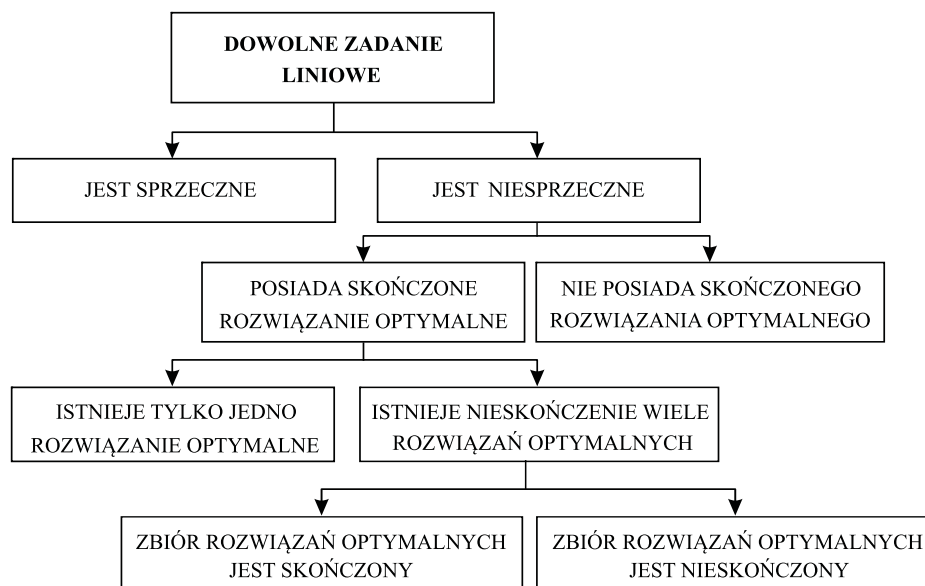 DOWOLNE ZADANIE
LINIOWE
JEST SPRZECZNE
JEST NIESPRZECZNE
POSIADA SKOŃCZONE
ROZWIĄZANIE OPTYMALNE
NIE POSIADA SKOŃCZONEGO
ROZWIĄZANIA OPTYMALNEGO
ISTNIEJE TYLKO JEDNO
ROZWIĄZANIE OPTYMALNE
ISTNIEJE NIESKOŃCZENIE WIELE
ROZWIĄZAŃ OPTYMALNYCH
ZBIÓR ROZWIĄZAŃ OPTYMALNYCH
JEST SKOŃCZONY
ZBIÓR ROZWIĄZAŃ OPTYMALNYCH
JEST NIESKOŃCZONY